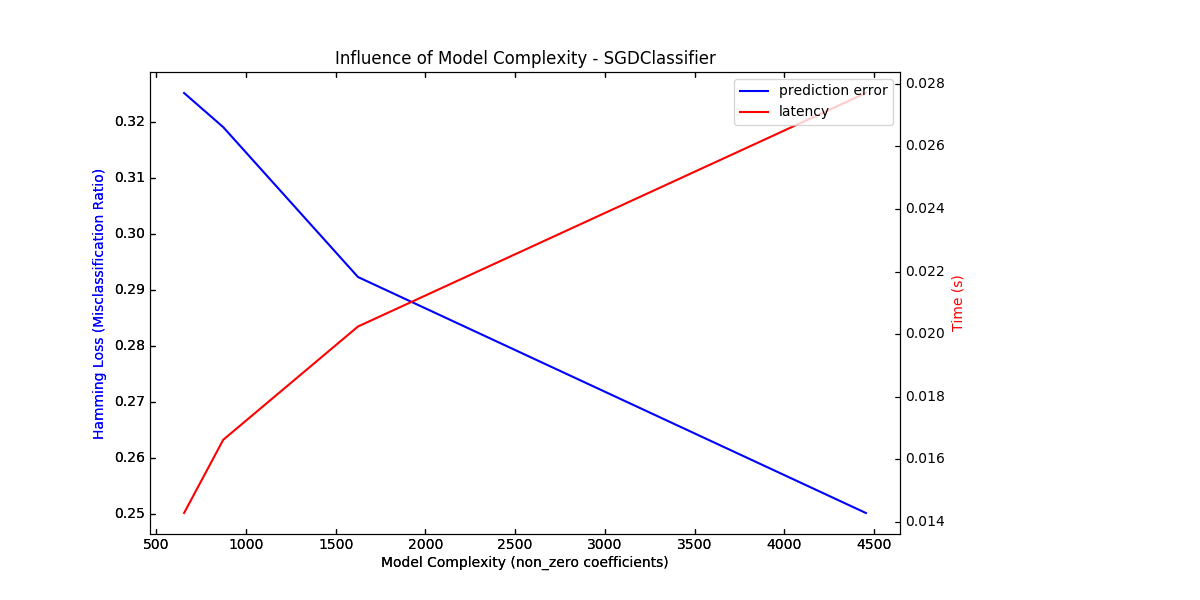 Influence of Model Complexity - SGDClassifier
prediction error
latency
0.32
0.31
0.30
0.29
0.28
0.27
0.26
0.25
Hamming Loss (Misclassification Ratio)
0.028
0.026
0.024
0.022
0.020
0.018
0.016
0.014
Time (s)
500 1000 1500 2000 2500 3000 3500 4000 4500
Model Complexity (non_zero coefficients)